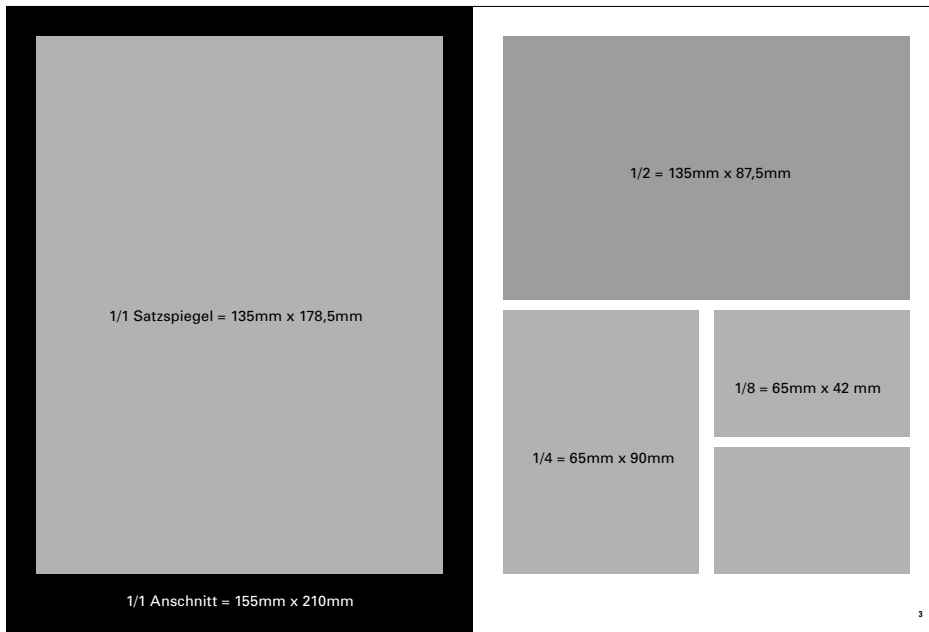 1/1 Satzspiegel = 135mm x 178,5mm
1/1 Anschnitt = 155mm x 210mm
1/2 = 135mm x 87,5mm
1/4 = 65mm x 90mm
1/8 = 65mm x 42 mm
3